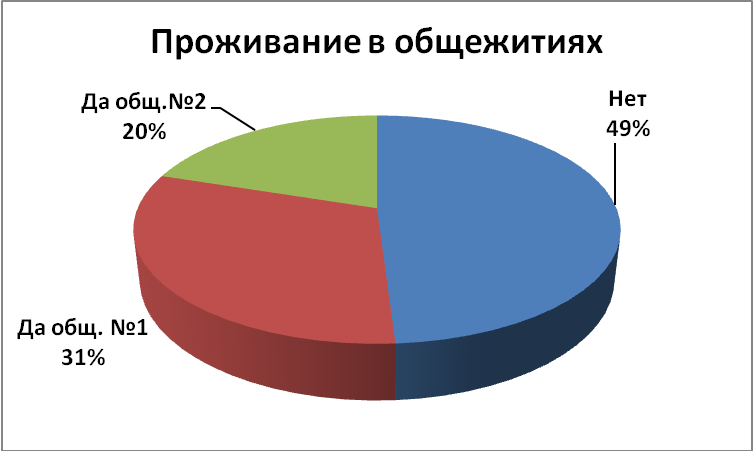 Проживание в общежитиях
Да общ.№2
20%
Нет
49%
Да общ. №1
31%